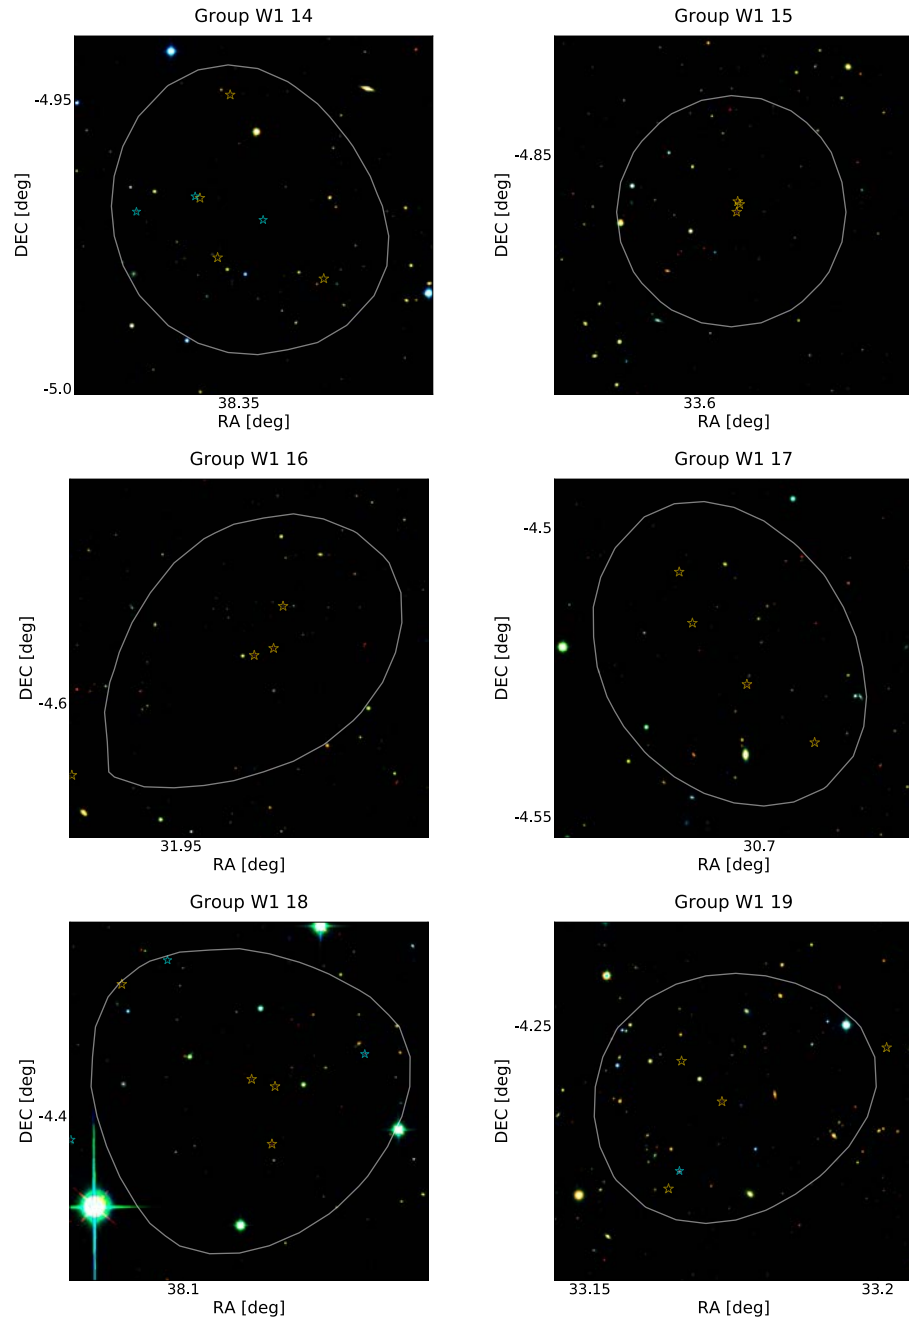 Group W1 14
Group W1 15
-4.95
-5.0
DEC [deg]
38.35
RA [deg]
-4.85
DEC [deg]
33.6
RA [deg]
Group W1 16
Group W1 17
-4.6
DEC [deg]
31.95
RA [deg]
-4.5
-4.55
DEC [deg]
30.7
RA [deg]
Group W1 18
Group W1 19
-4.4
DEC [deg]
38.1
RA [deg]
-4.25
DEC [deg]
33.15
33.2
RA [deg]